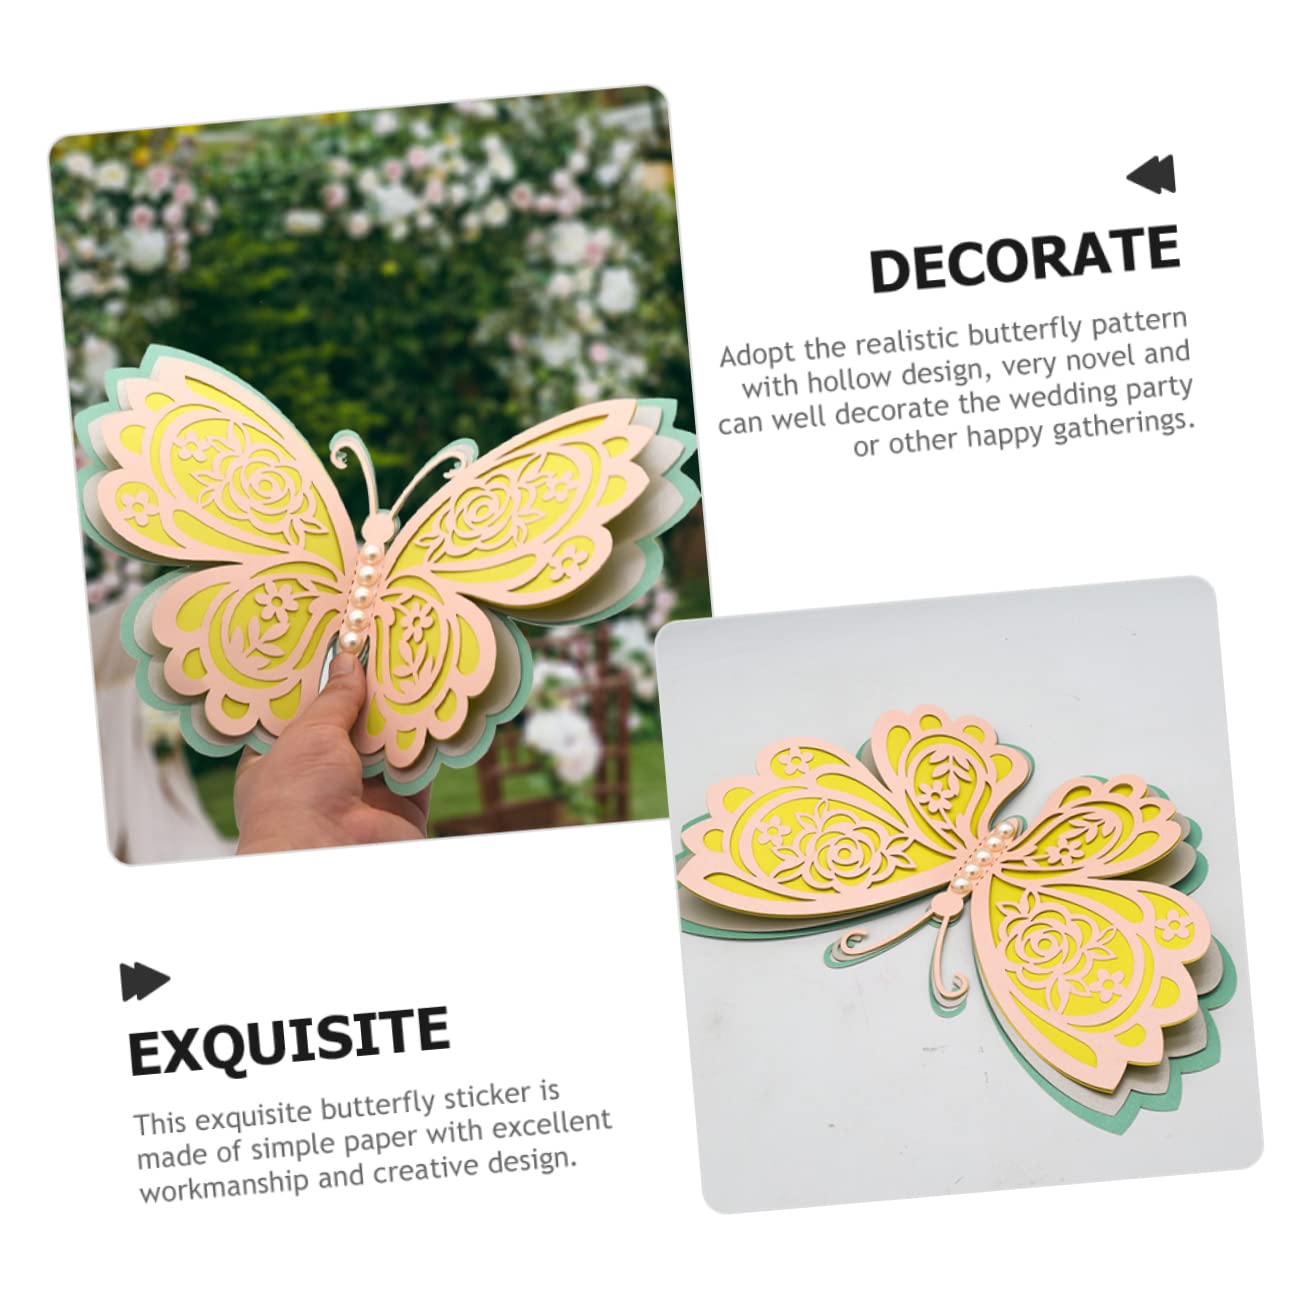 DECORATE
Adopt the realistic butterfly pattern
with hollow design, very novel and
can well decorate the wedding party
or other happy gatherings.
EXQUISITE
This exquisite butterfly sticker is
made of simple paper with excellent
workmanship and creative design.